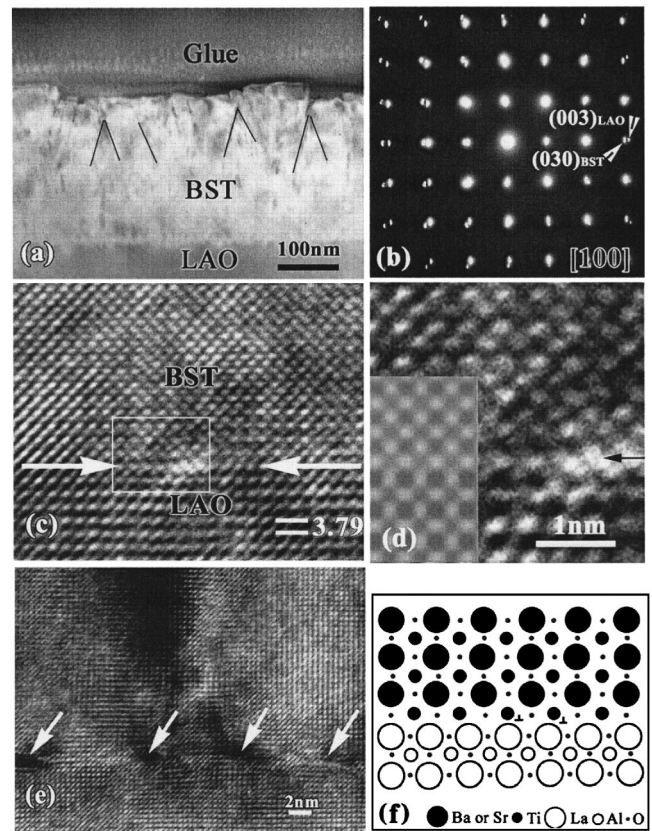 Glue
BST
LAO
100nm
(a)
(003)LAO
(030)BST
(b)
[100]
BST
LAO
(c)
3.79
1nm
(d)
(e)
2nm
(f)
Ba or Sr
Ti
La
Al
O